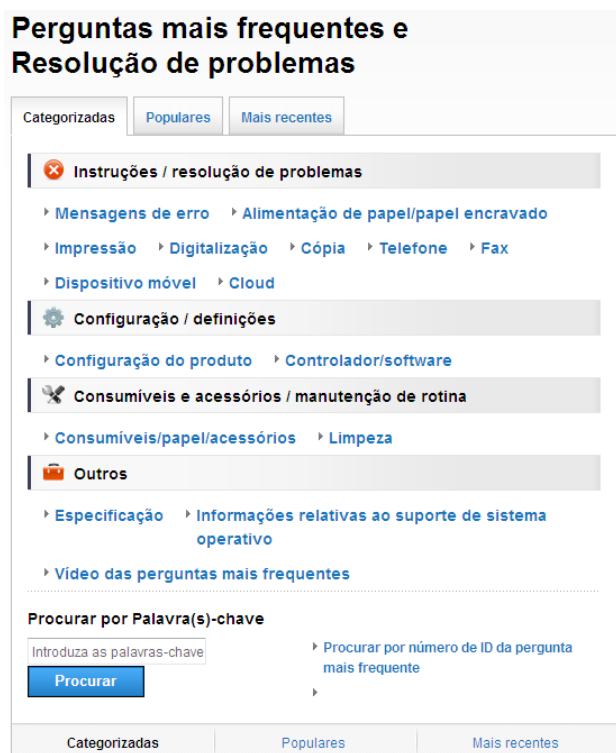 Perguntas mais frequentes e
Resolução de problemas
Categorizadas Populares Mais recentes
Instruções / resolução de problemas
Mensagens de erro Alimentação de papel/papel encravado
Impressão Digitalização Cópia Telefone Fax
Dispositivo móvel Cloud
Configuração / definições
Configuração do produto Controlador/software
Consumíveis e acessórios / manutenção de rotina
Consumíveis/papel/acessórios Limpeza
Outros
Especificação Informações relativas ao suporte de sistema
operativo
Vídeo das perguntas mais frequentes
Procurar por Palavra(s)-chave
Introduza as palavras-chave Procurar por número de ID da pergunta
mais frequente
Procurar
Categorizadas Populares Mais recentes